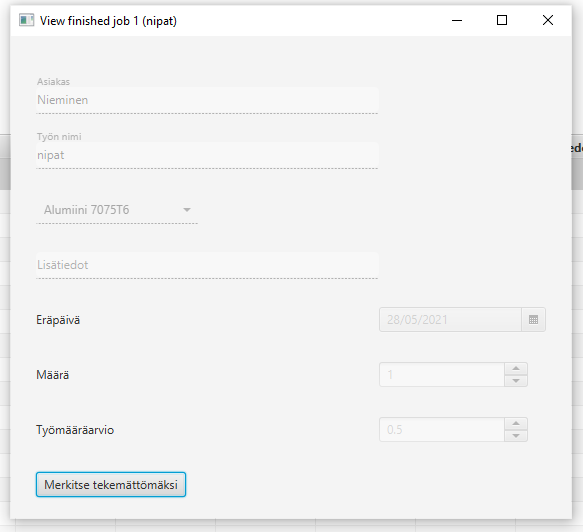 View finished job 1 (nipat)
Asiakas
Nieminen
Työn nimi
nipat
Alumiini 7075T6
Lisätiedot
Eräpäivä
28/05/2021
Määrä
1
Työmääräarvio
0.5
Merkitse tekemättömäksi